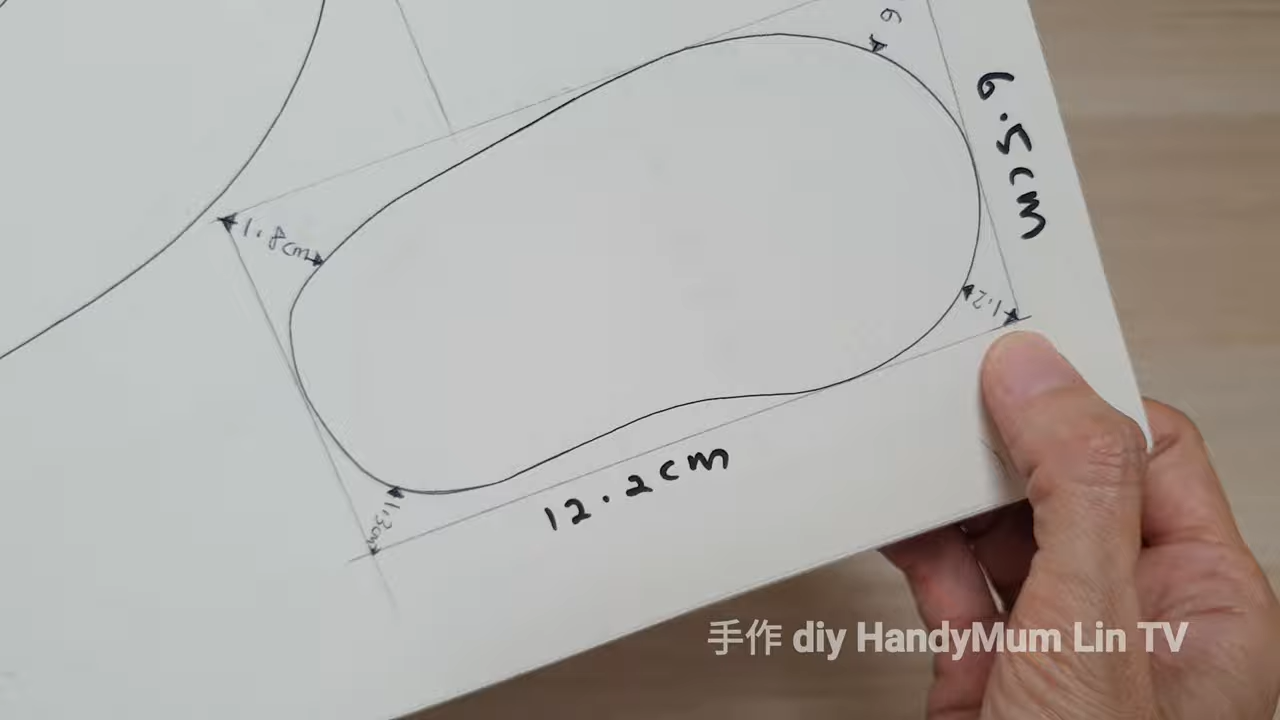 6.5cm
1.8cm
1.2
12.2cm
1.3cm
手作 diy HandyMum Lin TV